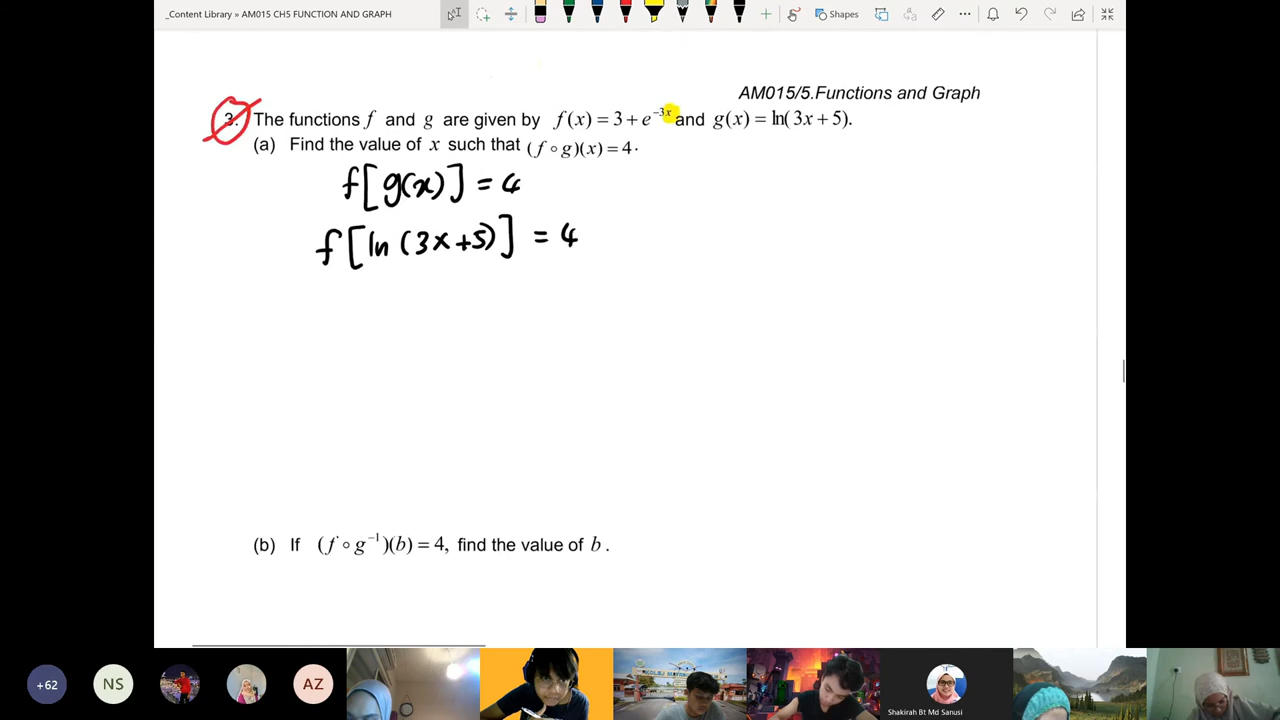 _Content Library » AM015 CH5 FUNCTION AND GRAPH
Shapes
AM015/5.Functions and Graph
3. The functions f and g are given by f(x) = 3 + e⁻³ˣ and g(x) = ln( 3x + 5).
(a) Find the value of x such that (f ∘ g)(x) = 4.
f[g(x)] = 4
f[ln(3x+5)] = 4
(b) If (f ∘ g⁻¹)(b) = 4, find the value of b.
+62
NS
AZ
Shakirah Bt Md Sanusi